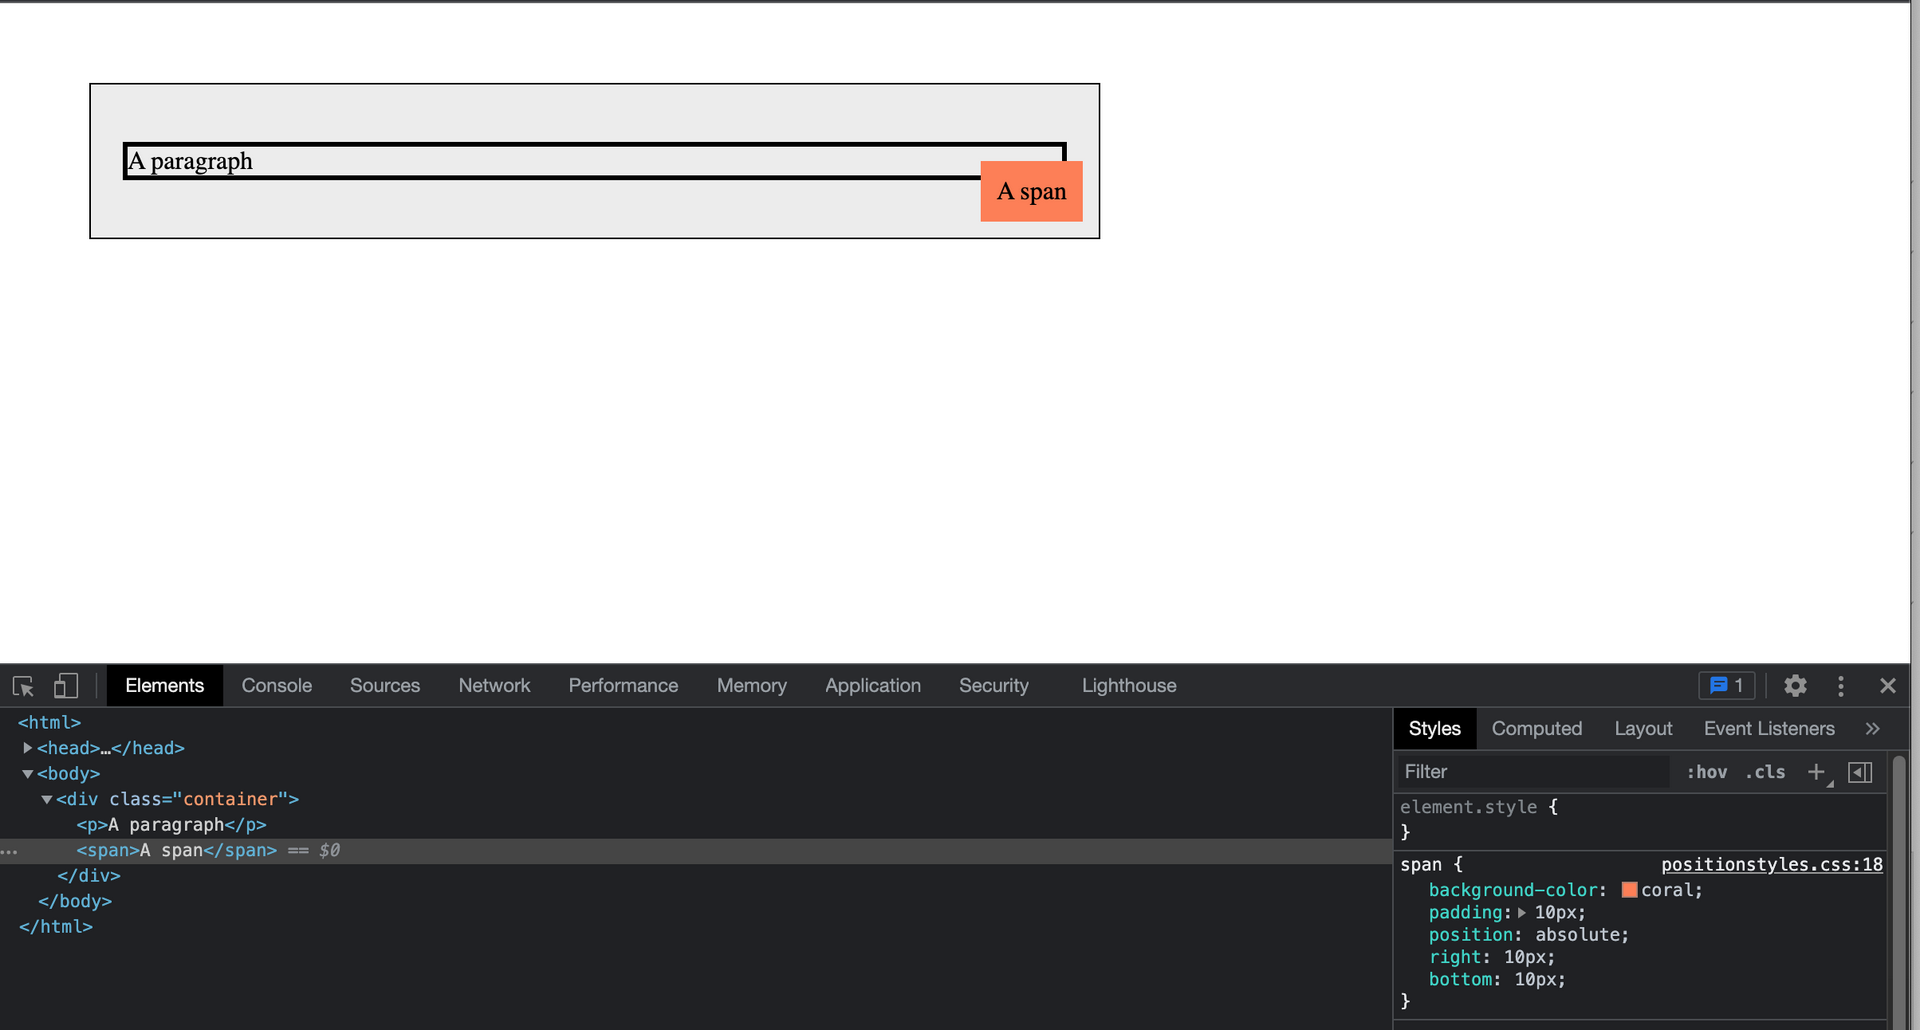 A paragraph
A span
Elements Console Sources Network Performance Memory Application Security Lighthouse 1
<html>
<head>…</head>
<body>
<div class="container">
<p>A paragraph</p>
... <span>A span</span> == $0
</div>
</body>
</html>
Styles Computed Layout Event Listeners »
Filter :hov .cls +
element.style {
}
span { positionstyles.css:18
background-color: coral;
padding: 10px;
position: absolute;
right: 10px;
bottom: 10px;
}